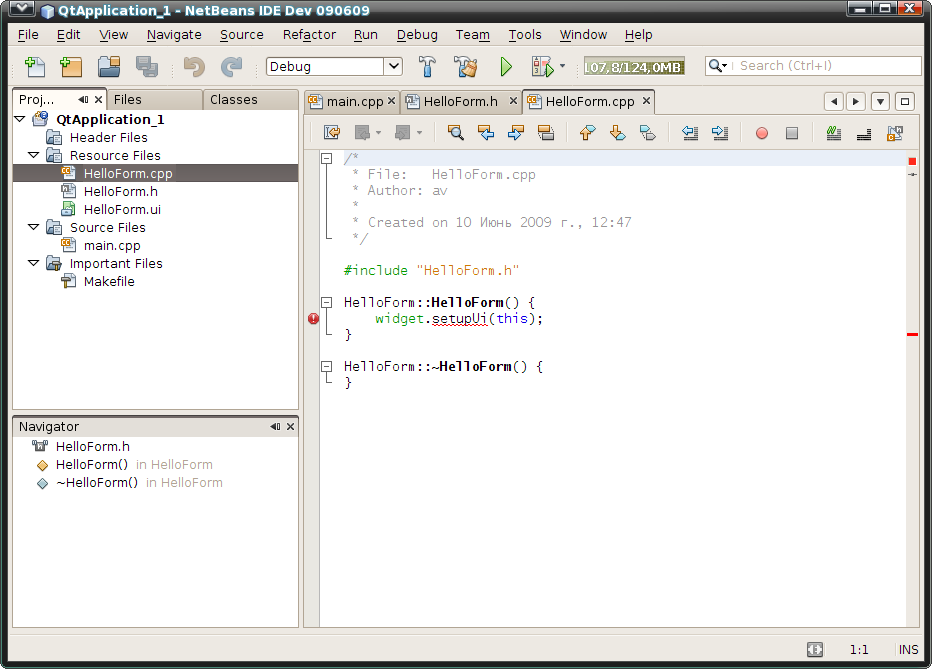 QtApplication_1 - NetBeans IDE Dev 090609
File Edit View Navigate Source Refactor Run Debug Team Tools Window Help
Debug 107,8/124,0MB Search (Ctrl+I)
Proj... Files Classes
main.cpp HelloForm.h HelloForm.cpp
QtApplication_1
Header Files
Resource Files
HelloForm.cpp
HelloForm.h
HelloForm.ui
Source Files
main.cpp
Important Files
Makefile
Navigator
HelloForm.h
HelloForm() in HelloForm
~HelloForm() in HelloForm
/*
* File: HelloForm.cpp
* Author: av
*
* Created on 10 Июнь 2009 г., 12:47
*/
#include "HelloForm.h"
HelloForm::HelloForm() {
widget.setupUi(this);
}
HelloForm::~HelloForm() {
}
1:1 INS